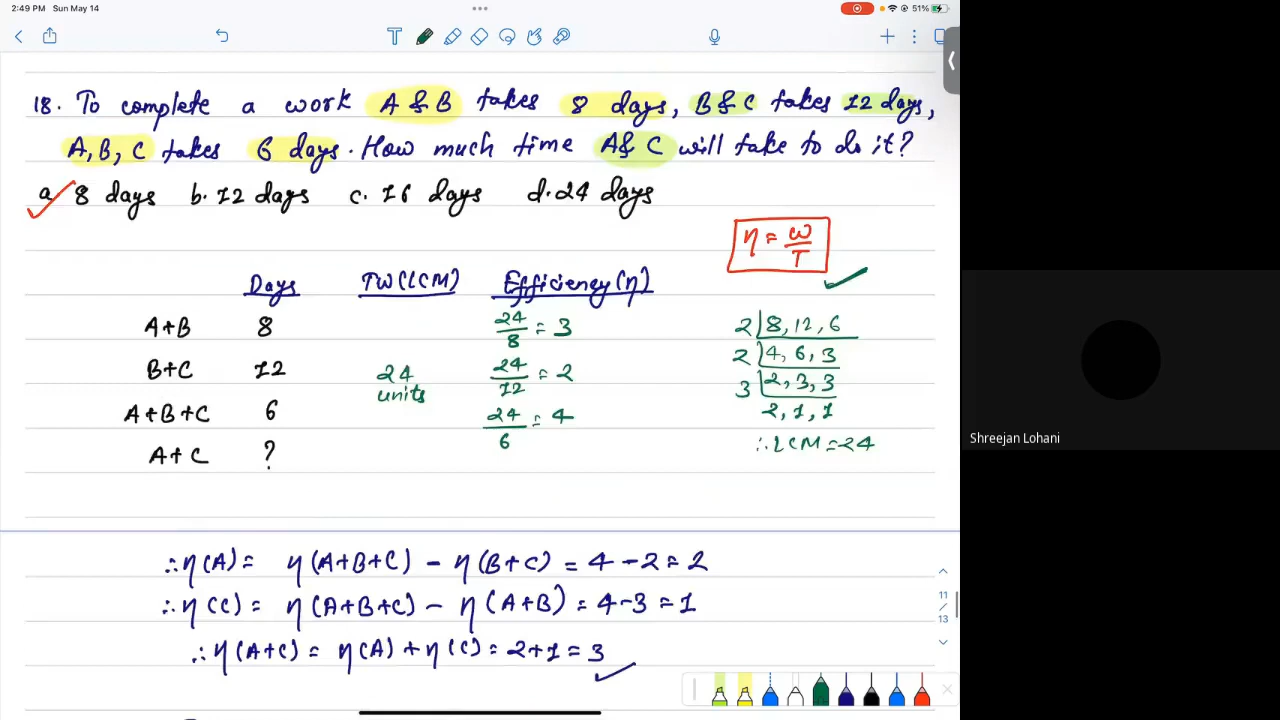 2:49 PM Sun May 14
51%
18. To complete a work A & B takes 8 days, B & C takes 12 days,
A, B, C takes 6 days. How much time A & C will take to do it?
a. 8 days b. 12 days c. 16 days d. 24 days
η = w/T
Days TW(LCM) Efficiency(η)
A+B 8 24/8 = 3 2 | 8, 12, 6
B+C 12 24 units 24/12 = 2 2 | 4, 6, 3
A+B+C 6 24/6 = 4 3 | 2, 3, 3
2, 1, 1
A+C ? ∴ LCM = 24
∴ η(A) = η(A+B+C) - η(B+C) = 4 - 2 = 2
∴ η(C) = η(A+B+C) - η(A+B) = 4-3 = 1
∴ η(A+C) = η(A) + η(C) = 2+1 = 3
11
/
13
Shreejan Lohani